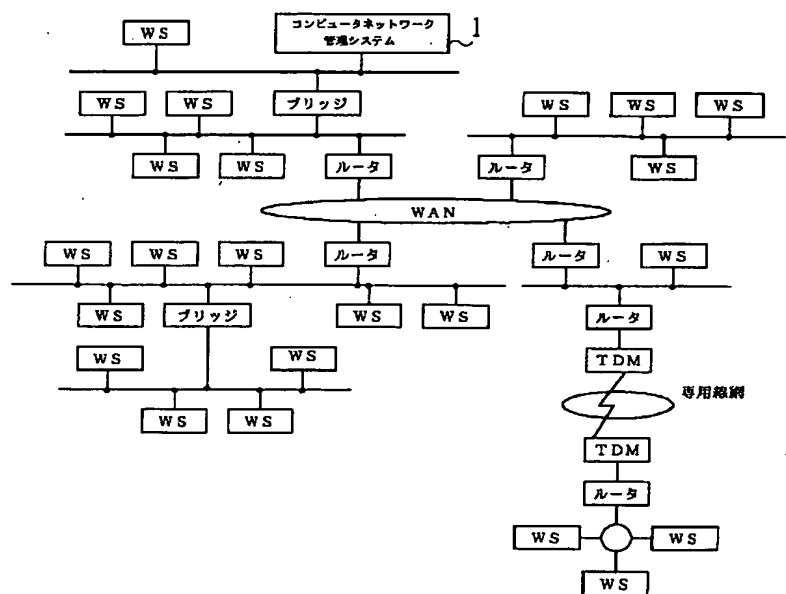 WS
コンピュータネットワーク
管理システム
1
WS WS ブリッジ WS WS WS
WS WS ルータ ルータ WS
WAN
WS WS WS ルータ ルータ WS
WS ブリッジ WS WS ルータ
WS WS TDM
専用線網
WS WS
TDM
ルータ
WS WS
WS